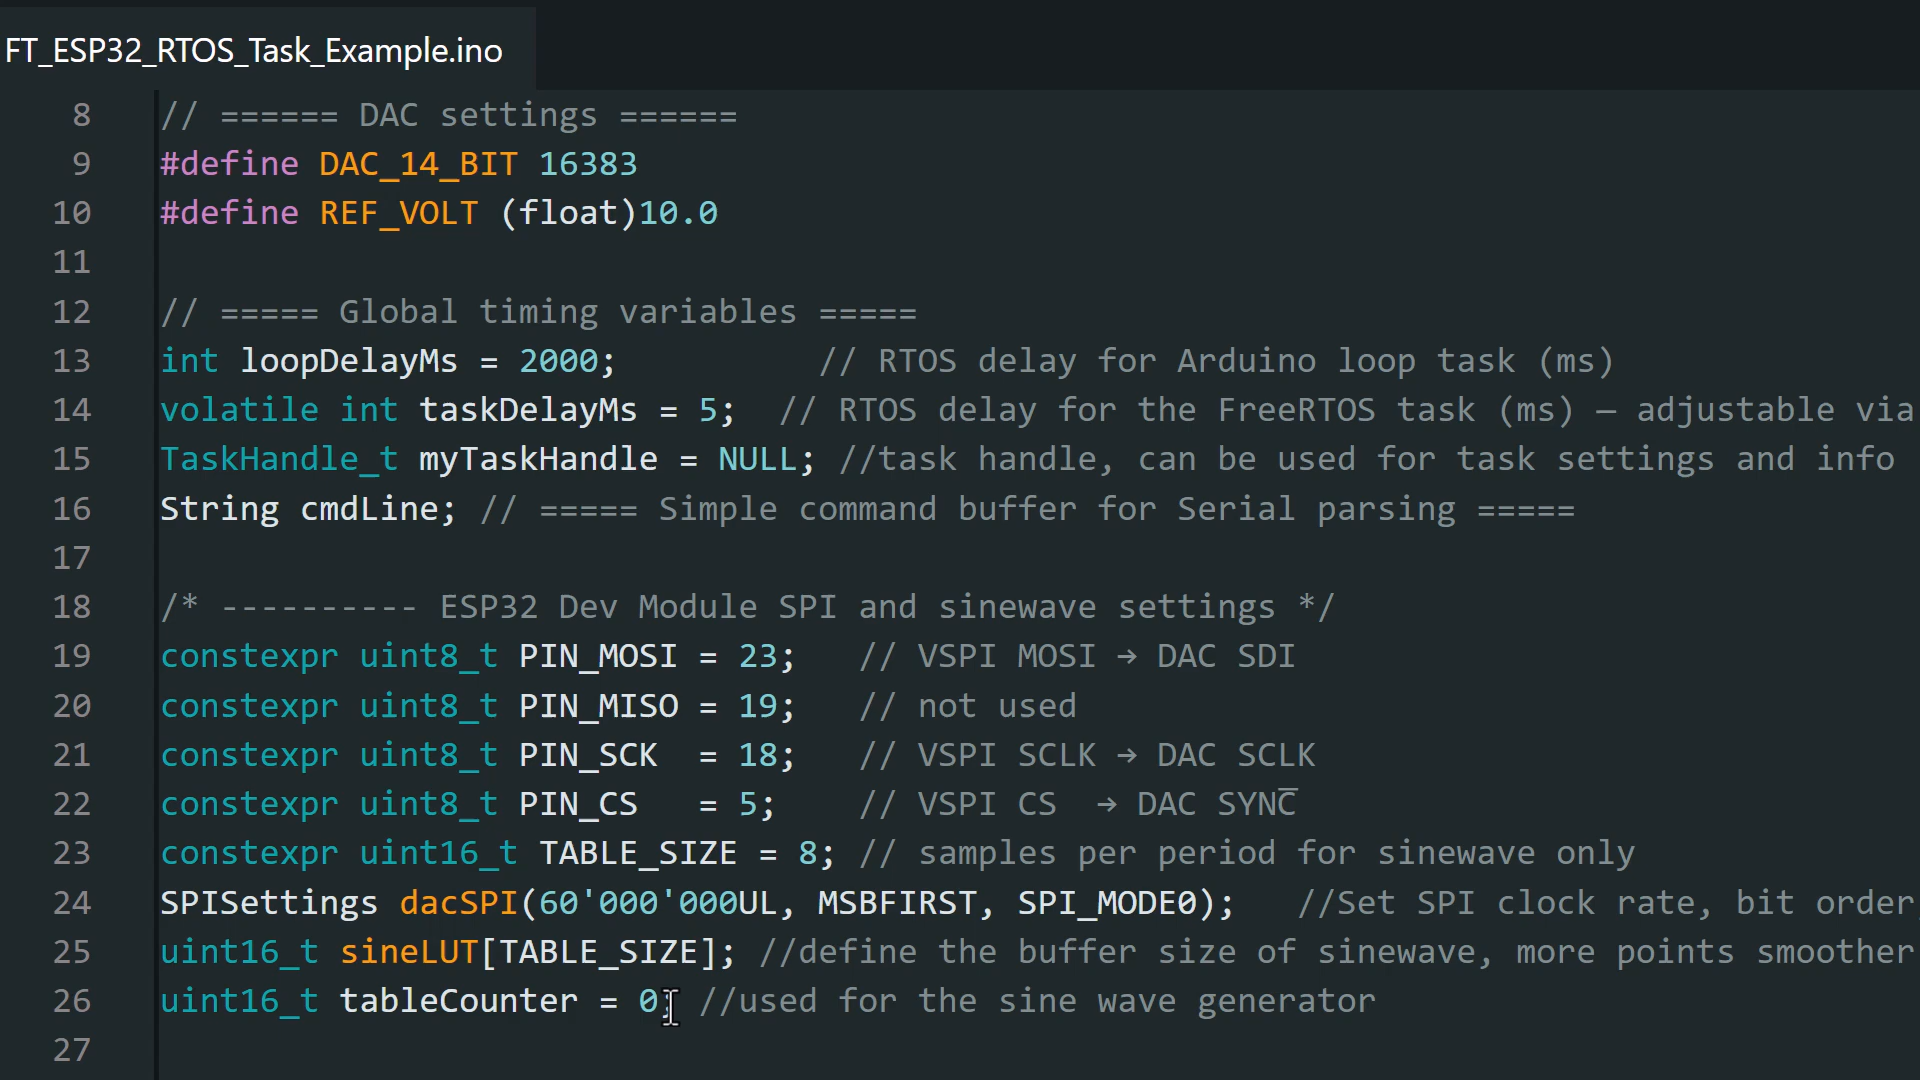 FT_ESP32_RTOS_Task_Example.ino
8 // ====== DAC settings ======
9 #define DAC_14_BIT 16383
10 #define REF_VOLT (float)10.0
11
12 // ===== Global timing variables =====
13 int loopDelayMs = 2000; // RTOS delay for Arduino loop task (ms)
14 volatile int taskDelayMs = 5; // RTOS delay for the FreeRTOS task (ms) – adjustable via
15 TaskHandle_t myTaskHandle = NULL; //task handle, can be used for task settings and info
16 String cmdLine; // ===== Simple command buffer for Serial parsing =====
17
18 /* ---------- ESP32 Dev Module SPI and sinewave settings */
19 constexpr uint8_t PIN_MOSI = 23; // VSPI MOSI → DAC SDI
20 constexpr uint8_t PIN_MISO = 19; // not used
21 constexpr uint8_t PIN_SCK = 18; // VSPI SCLK → DAC SCLK
22 constexpr uint8_t PIN_CS = 5; // VSPI CS → DAC SYNC̅
23 constexpr uint16_t TABLE_SIZE = 8; // samples per period for sinewave only
24 SPISettings dacSPI(60'000'000UL, MSBFIRST, SPI_MODE0); //Set SPI clock rate, bit order,
25 uint16_t sineLUT[TABLE_SIZE]; //define the buffer size of sinewave, more points smoother
26 uint16_t tableCounter = 0; //used for the sine wave generator
27